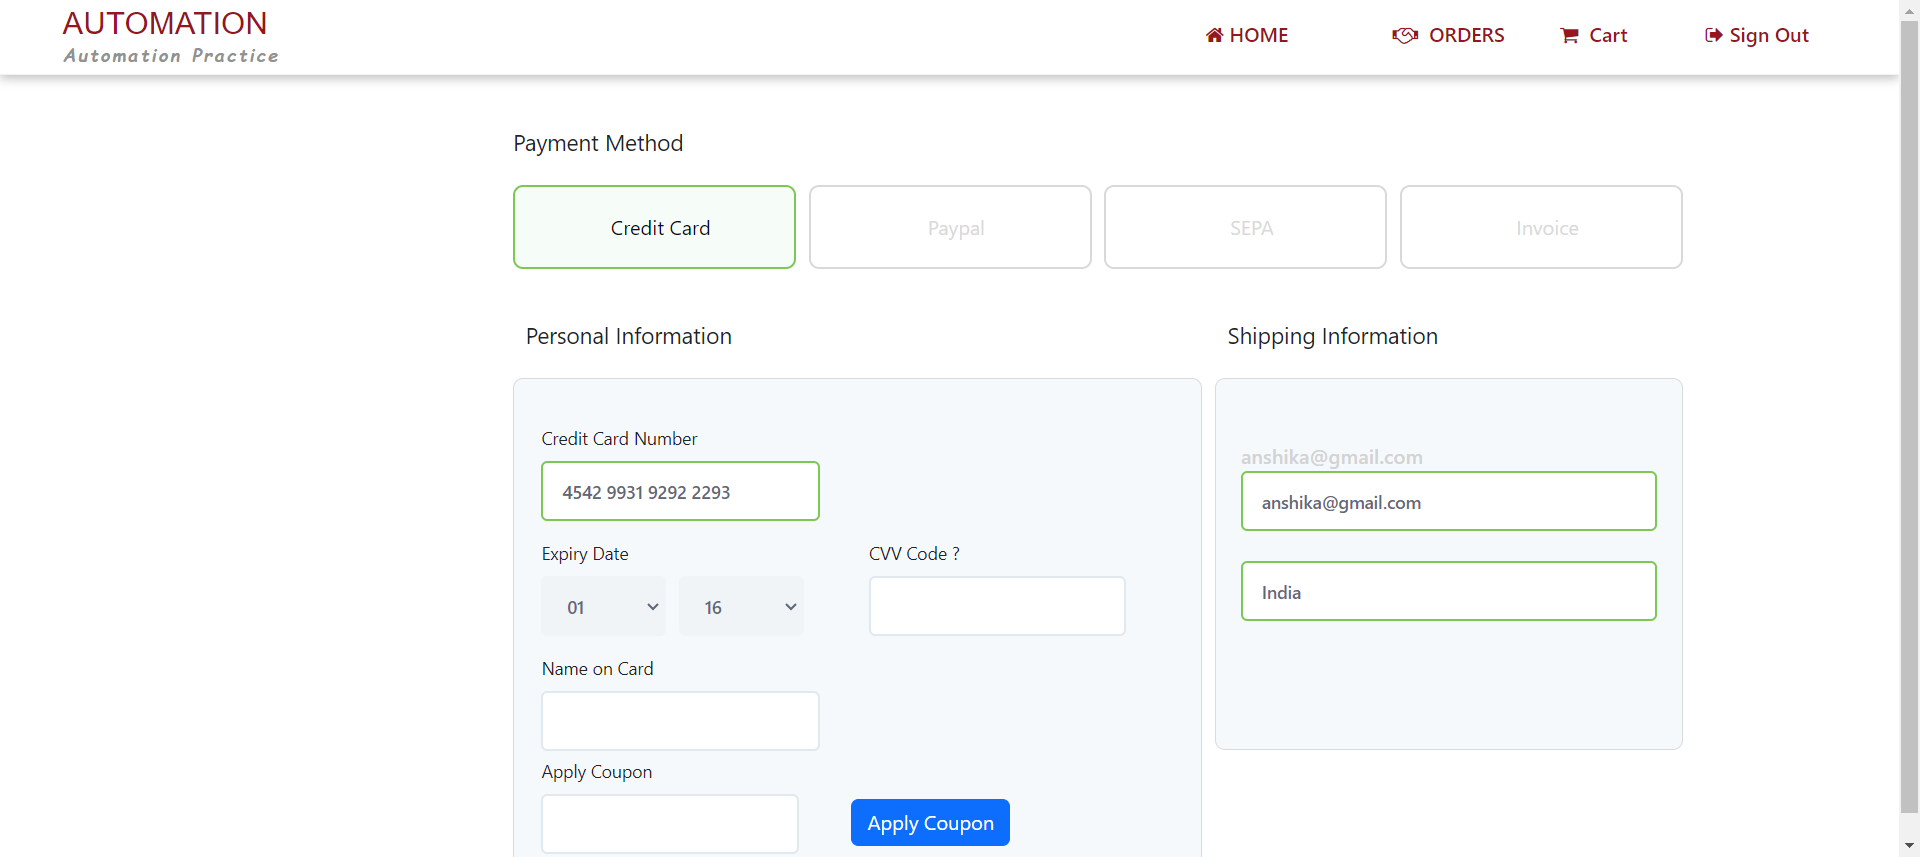 AUTOMATION
Automation Practice
HOME
ORDERS
Cart
Sign Out
Payment Method
Credit Card
Paypal
SEPA
Invoice
Personal Information
Shipping Information
Credit Card Number
4542 9931 9292 2293
Expiry Date
CVV Code ?
01
16
Name on Card
Apply Coupon
Apply Coupon
anshika@gmail.com
anshika@gmail.com
India